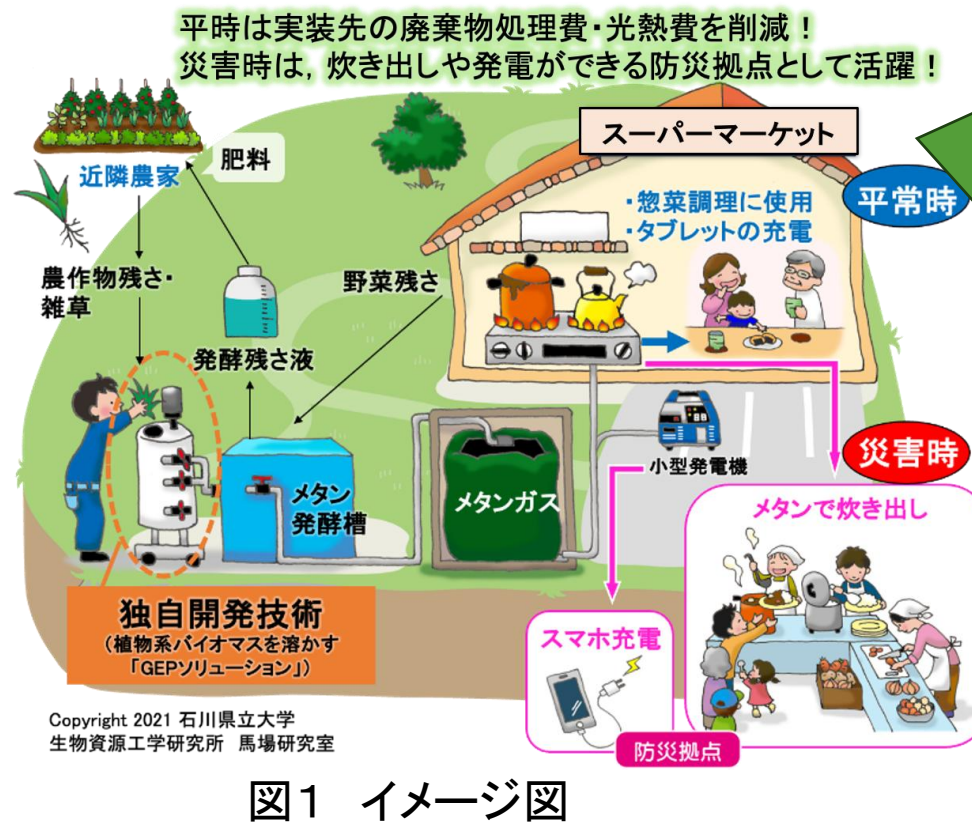 平時は実装先の廃棄物処理費・光熱費を削減！
災害時は，炊き出しや発電ができる防災拠点として活躍！
スーパーマーケット
肥料
近隣農家
平常時
・惣菜調理に使用
・タブレットの充電
農作物残さ・
雑草
野菜残さ
発酵残さ液
災害時
小型発電機
メタン
発酵槽
メタンガス
メタンで炊き出し
独自開発技術
(植物系バイオマスを溶かす
「GEPソリューション」)
スマホ充電
Copyright 2021 石川県立大学
生物資源工学研究所　馬場研究室
防災拠点
図１　イメージ図